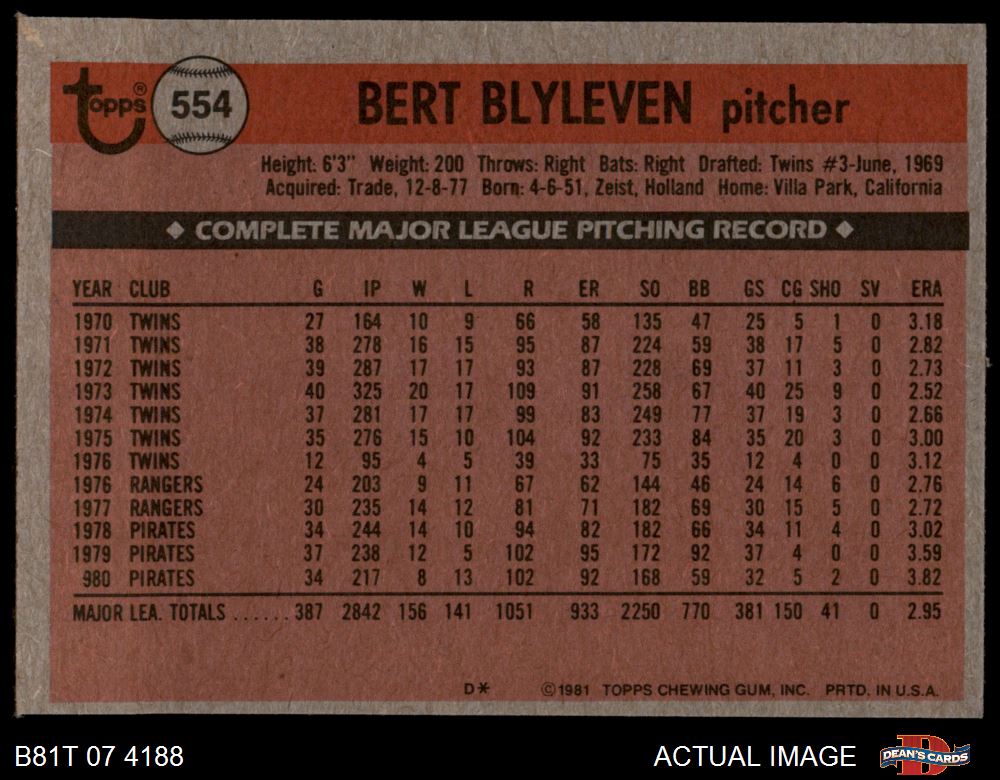 topps® 554 BERT BLYLEVEN pitcher
Height: 6'3" Weight: 200 Throws: Right Bats: Right Drafted: Twins #3-June, 1969
Acquired: Trade, 12-8-77 Born: 4-6-51, Zeist, Holland Home: Villa Park, California
◆ COMPLETE MAJOR LEAGUE PITCHING RECORD ◆
YEAR CLUB G IP W L R ER SO BB GS CG SHO SV ERA
1970 TWINS 27 164 10 9 66 58 135 47 25 5 1 0 3.18
1971 TWINS 38 278 16 15 95 87 224 59 38 17 5 0 2.82
1972 TWINS 39 287 17 17 93 87 228 69 37 11 3 0 2.73
1973 TWINS 40 325 20 17 109 91 258 67 40 25 9 0 2.52
1974 TWINS 37 281 17 17 99 83 249 77 37 19 3 0 2.66
1975 TWINS 35 276 15 10 104 92 233 84 35 20 3 0 3.00
1976 TWINS 12 95 4 5 39 33 75 35 12 4 0 0 3.12
1976 RANGERS 24 203 9 11 67 62 144 46 24 14 6 0 2.76
1977 RANGERS 30 235 14 12 81 71 182 69 30 15 5 0 2.72
1978 PIRATES 34 244 14 10 94 82 182 66 34 11 4 0 3.02
1979 PIRATES 37 238 12 5 102 95 172 92 37 4 0 0 3.59
980 PIRATES 34 217 8 13 102 92 168 59 32 5 2 0 3.82
MAJOR LEA. TOTALS ...... 387 2842 156 141 1051 933 2250 770 381 150 41 0 2.95
D* ©1981 TOPPS CHEWING GUM, INC. PRTD. IN U.S.A.
B81T 07 4188 ACTUAL IMAGE DEAN'S CARDS